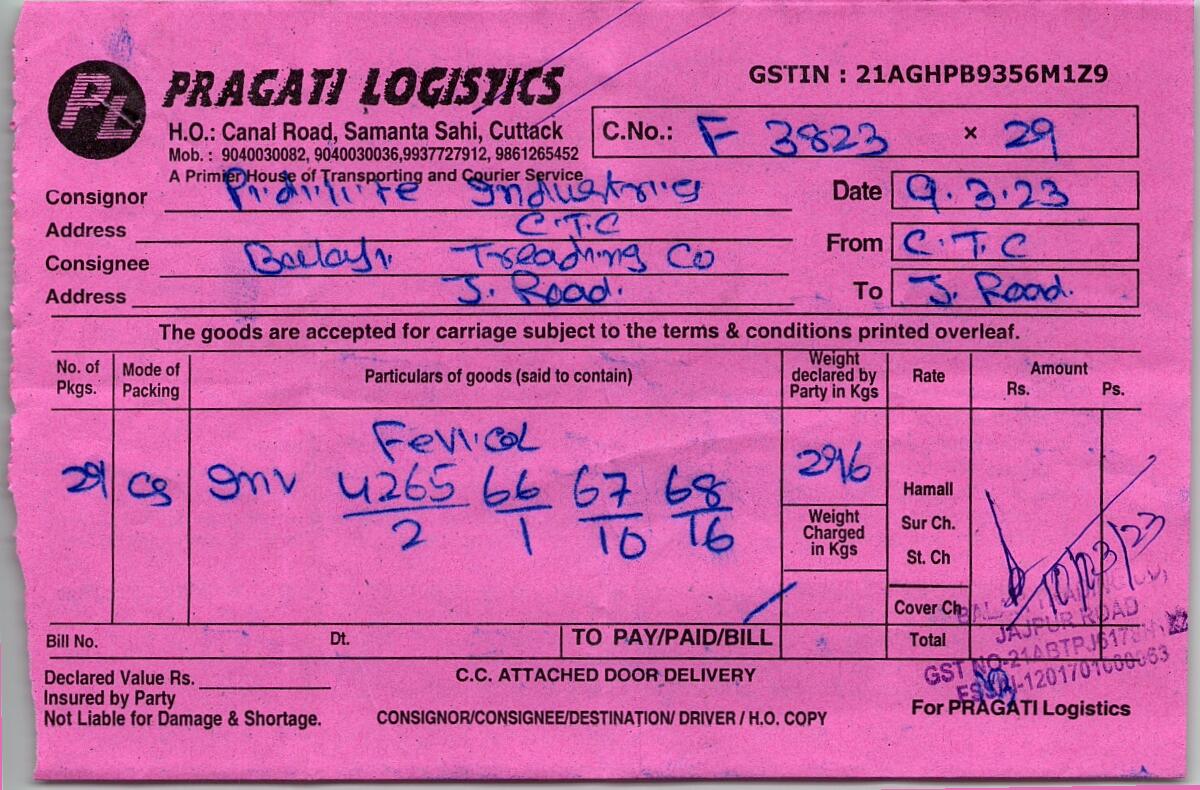 PL PRAGATI LOGISTICS
GSTIN : 21AGHPB9356M1Z9
H.O.: Canal Road, Samanta Sahi, Cuttack
Mob. : 9040030082, 9040030036,9937727912, 9861265452
A Primier House of Transporting and Courier Service
C.No.: F 3823 × 29
Consignor Pidilite Industries
Date 9.3.23
Address C.T.C
Consignee Treading Co
From C.T.C
Address J. Road.
To J. Road.
The goods are accepted for carriage subject to the terms & conditions printed overleaf.
No. of Pkgs. Mode of Packing Particulars of goods (said to contain) Weight declared by Party in Kgs Rate Amount Rs. Ps.
Fevicol
29 Cs Inv 4265/2 66/1 67/10 68/16 296
Weight Charged in Kgs
Hamall
Sur Ch.
St. Ch
Cover Ch
10/03/23
JAJPUR ROAD
Bill No. Dt. TO PAY/PAID/BILL Total
Declared Value Rs.
C.C. ATTACHED DOOR DELIVERY
Insured by Party
Not Liable for Damage & Shortage.
CONSIGNOR/CONSIGNEE/DESTINATION/ DRIVER / H.O. COPY
For PRAGATI Logistics